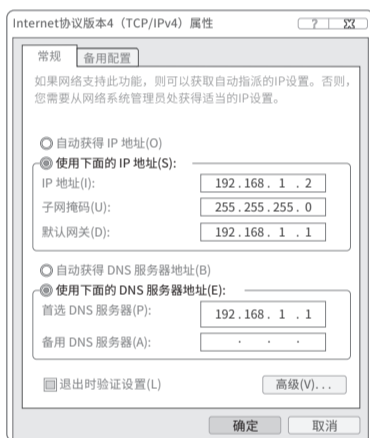 Internet协议版本4（TCP/IPv4）属性
?
常规 备用配置
如果网络支持此功能，则可以获取自动指派的IP设置。否则，
您需要从网络系统管理员处获得适当的IP设置。
自动获得 IP 地址(O)
使用下面的 IP 地址(S):
IP 地址(I): 192.168. 1 . 2
子网掩码(U): 255.255.255. 0
默认网关(D): 192.168. 1 . 1
自动获得 DNS 服务器地址(B)
使用下面的 DNS 服务器地址(E):
首选 DNS 服务器(P): 192.168. 1 . 1
备用 DNS 服务器(A): . . .
退出时验证设置(L) 高级(V)...
确定 取消